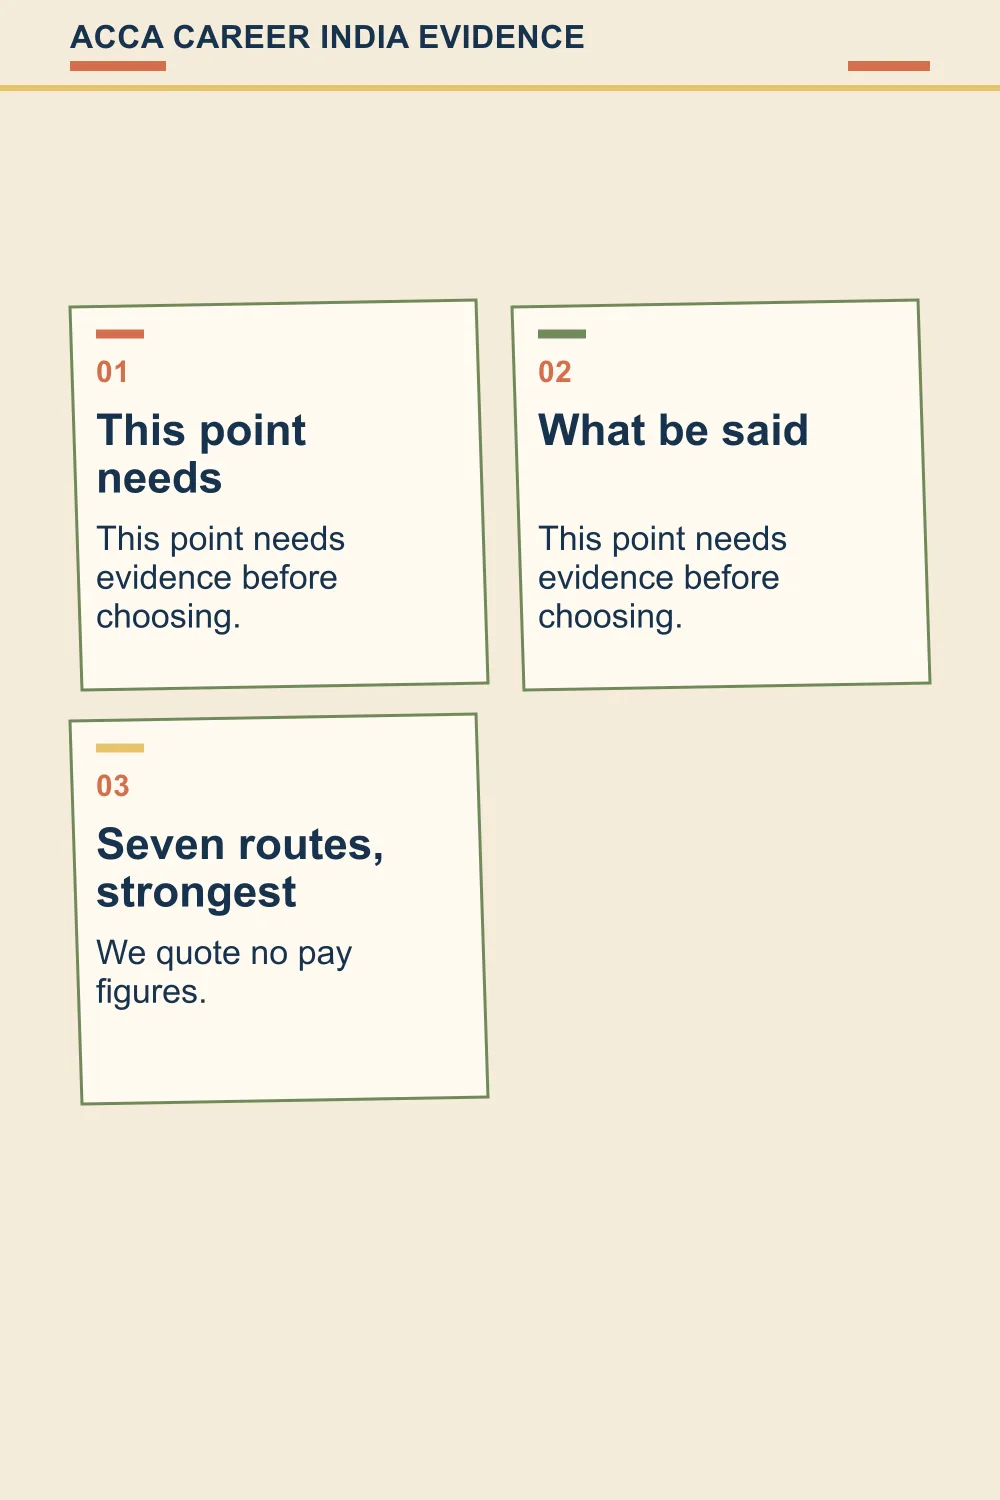 ACCA CAREER INDIA EVIDENCE
01
This point
needs
This point needs
evidence before
choosing.
02
What be said
This point needs
evidence before
choosing.
03
Seven routes,
strongest
We quote no pay
figures.